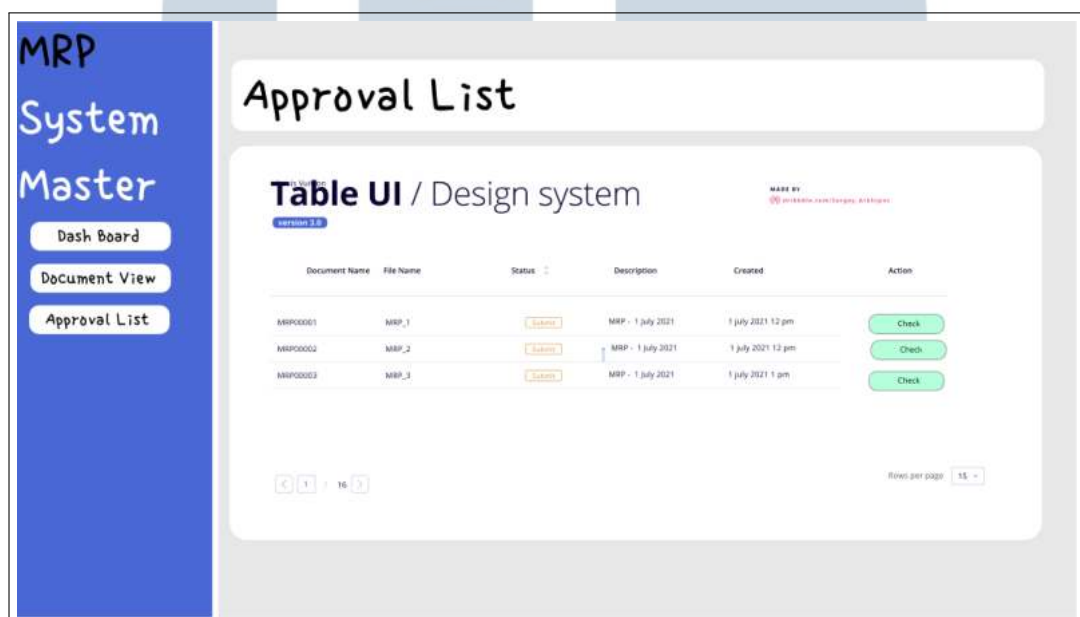 MRP
System
Master
Dash Board
Document View
Approval List
Approval List
Table UI / Design system
version 3.0
MADE BY
Document Name File Name Status Description Created Action
MRP00001 MRP_1 Submit MRP - 1 July 2021 1 july 2021 12 pm Check
MRP00002 MRP_2 Submit MRP - 1 July 2021 1 july 2021 12 pm Check
MRP00003 MRP_3 Submit MRP - 1 July 2021 1 july 2021 1 pm Check
1 / 16
Rows per page 15